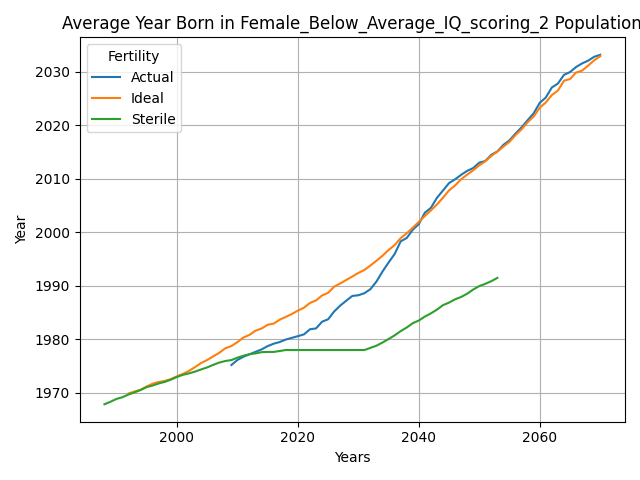 Average Year Born in Female_Below_Average_IQ_scoring_2 Population
Fertility
Actual
Ideal
Sterile
2030
2020
2010
2000
1990
1980
1970
Year
2000
2020
2040
2060
Years